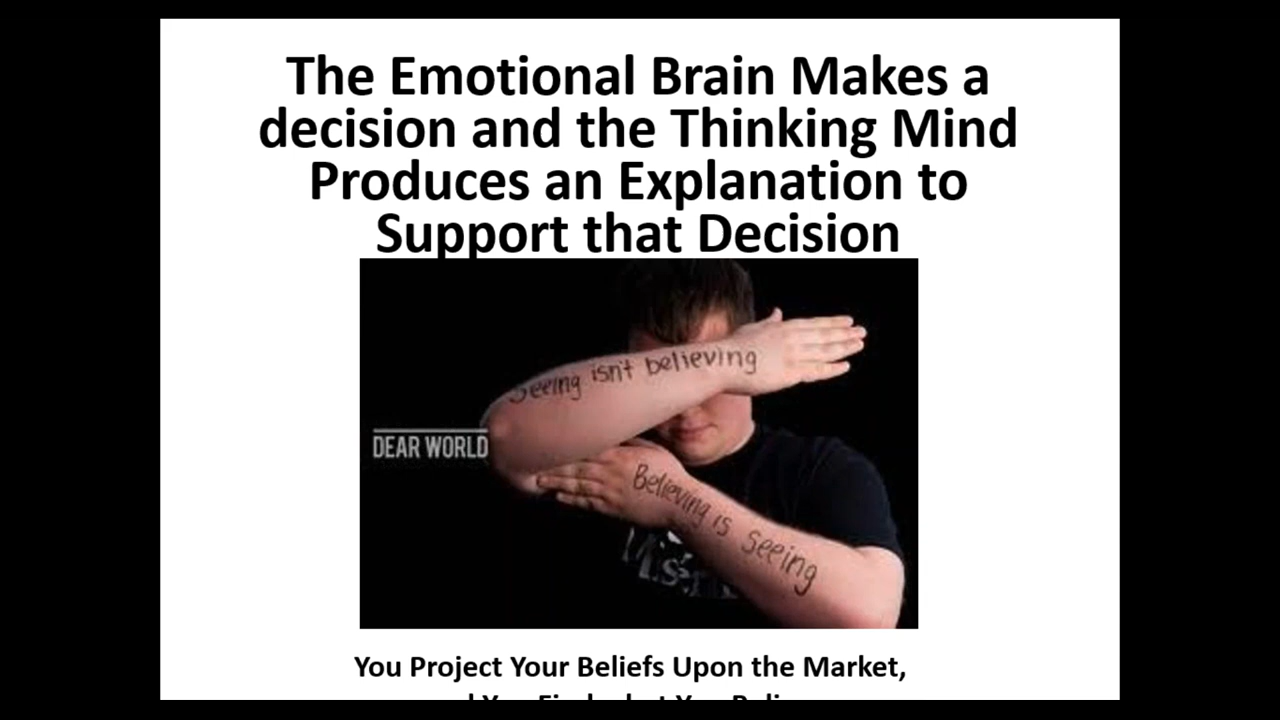 The Emotional Brain Makes a
decision and the Thinking Mind
Produces an Explanation to
Support that Decision
Seeing isn't believing
DEAR WORLD
Believing is seeing
You Project Your Beliefs Upon the Market,